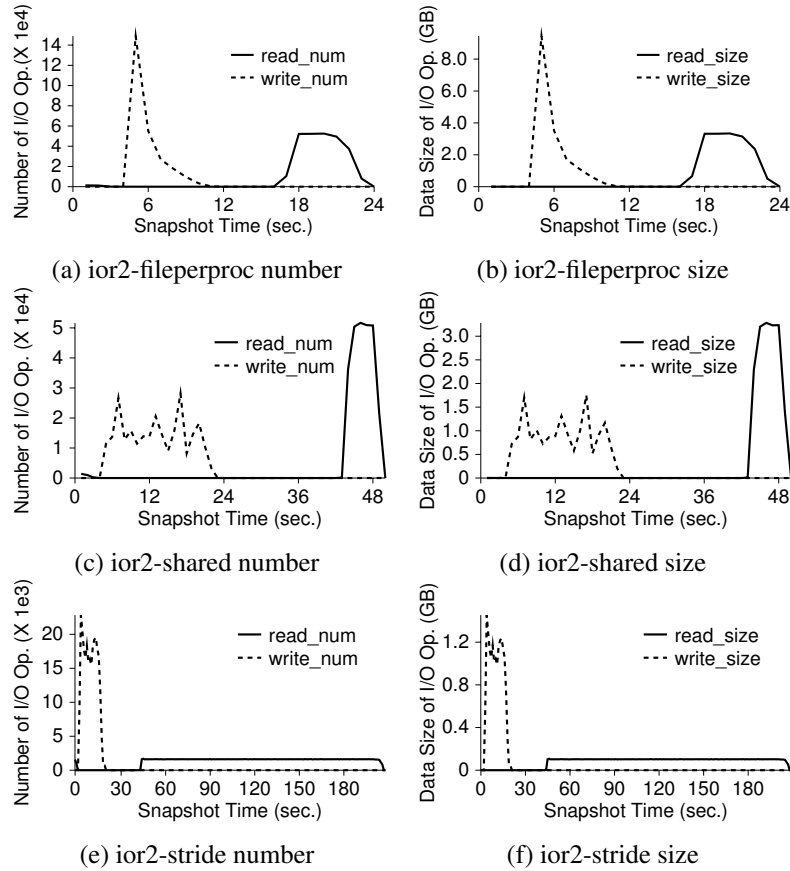 Number of I/O Op.(X 1e4)
14
12
10
8
6
4
2
0
read_num
write_num
6 12 18 24
Snapshot Time (sec.)
(a) ior2-fileperproc number
Data Size of I/O Op. (GB)
8.0
6.0
4.0
2.0
0
read_size
write_size
0 6 12 18 24
Snapshot Time (sec.)
(b) ior2-fileperproc size
Number of I/O Op. (X 1e4)
5
4
3
2
1
0
read_num
write_num
0 12 24 36 48
Snapshot Time (sec.)
(c) ior2-shared number
Data Size of I/O Op. (GB)
3.0
2.5
2.0
1.5
1.0
0.5
0
read_size
write_size
0 12 24 36 48
Snapshot Time (sec.)
(d) ior2-shared size
Number of I/O Op. (X 1e3)
20
15
10
5
0
read_num
write_num
0 30 60 90 120 150 180
Snapshot Time (sec.)
(e) ior2-stride number
Data Size of I/O Op. (GB)
1.2
0.8
0.4
0
read_size
write_size
0 30 60 90 120 150 180
Snapshot Time (sec.)
(f) ior2-stride size